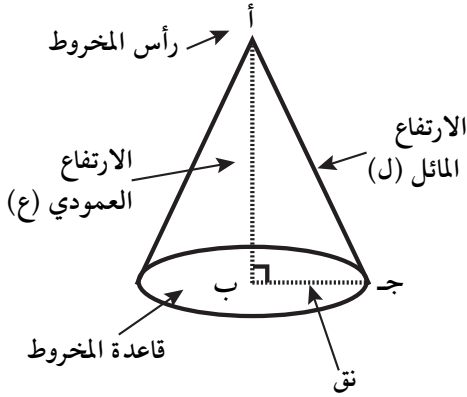 أ
رأس المخروط
الارتفاع
المائل (ل)
الارتفاع
العمودي (ع)
ب
جـ
قاعدة المخروط
نق